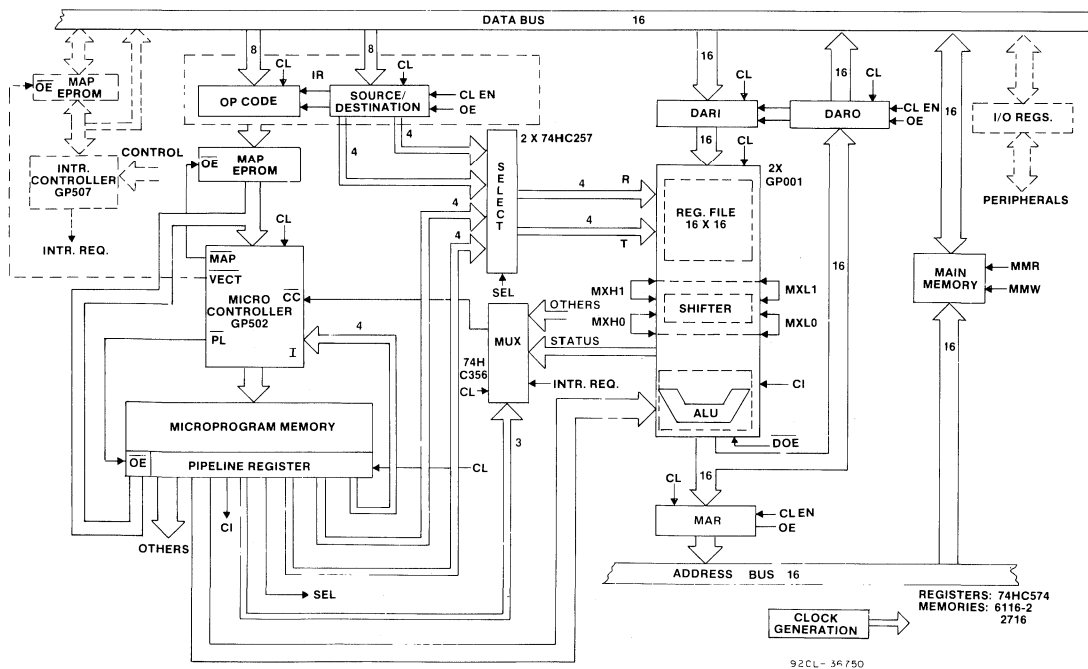 DATA BUS 16
8
8
16
16
16
CL
CL
IR
CL
CL
OE MAP
EPROM
OP CODE
SOURCE/
DESTINATION
CL EN
OE
DARI
DARO
CL EN
OE
I/O REGS.
4
2 X 74HC257
4
16
CL
2X
GP001
CONTROL
INTR.
CONTROLLER
GP507
OE
MAP
EPROM
SELECT
4
R
4
T
REG. FILE
16 X 16
PERIPHERALS
4
4
INTR. REQ.
CL
MAP
VECT
CC
MICRO
CONTROLLER
GP502
PL
I
4
SEL
OTHERS
MUX
STATUS
74H
C356
CL
INTR. REQ.
MXH1
MXL1
SHIFTER
MXH0
MXL0
16
MAIN
MEMORY
MMR
MMW
CI
ALU
16
3
DOE
MICROPROGRAM MEMORY
OE
PIPELINE REGISTER
CL
16
CL
MAR
CL EN
OE
OTHERS
CI
SEL
ADDRESS BUS 16
REGISTERS: 74HC574
MEMORIES: 6116-2
2716
CLOCK
GENERATION
92CL-36750